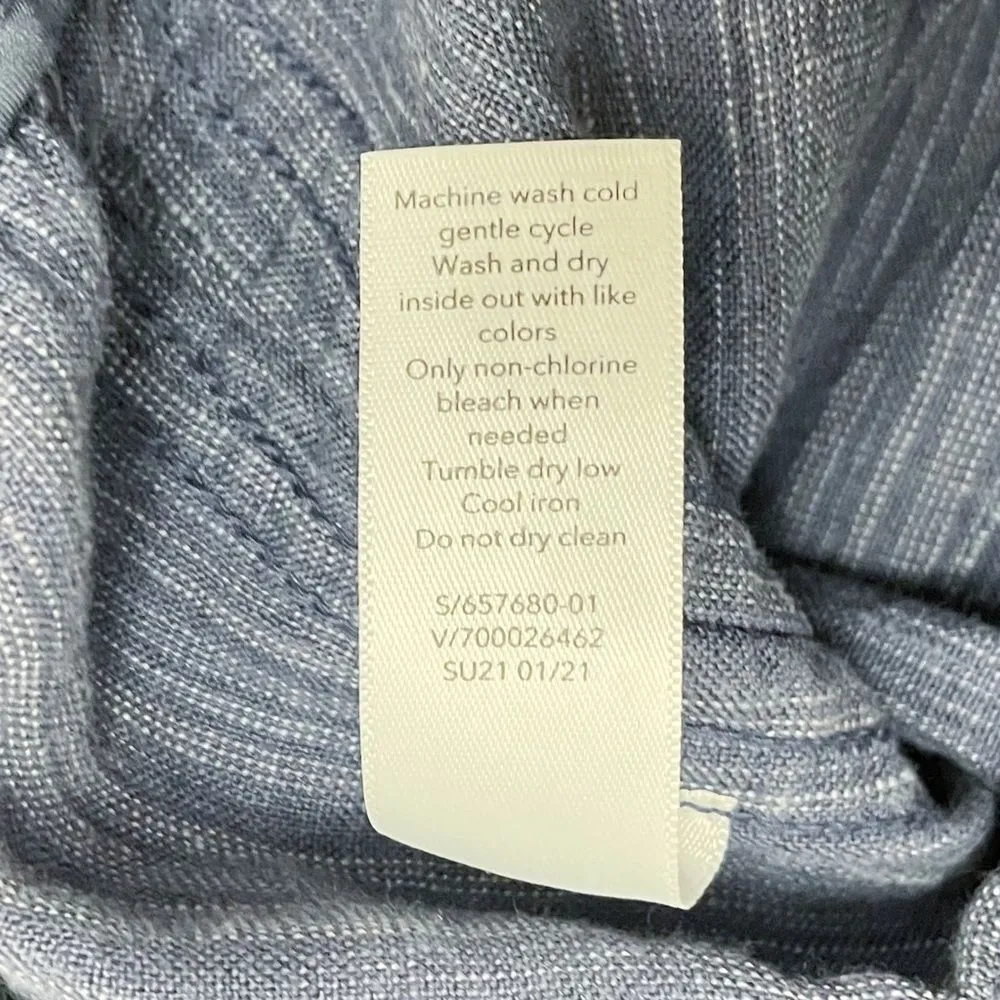 Machine wash cold
gentle cycle
Wash and dry
inside out with like
colors
Only non-chlorine
bleach when
needed
Tumble dry low
Cool iron
Do not dry clean
S/657680-01
V/700026462
SU21 01/21